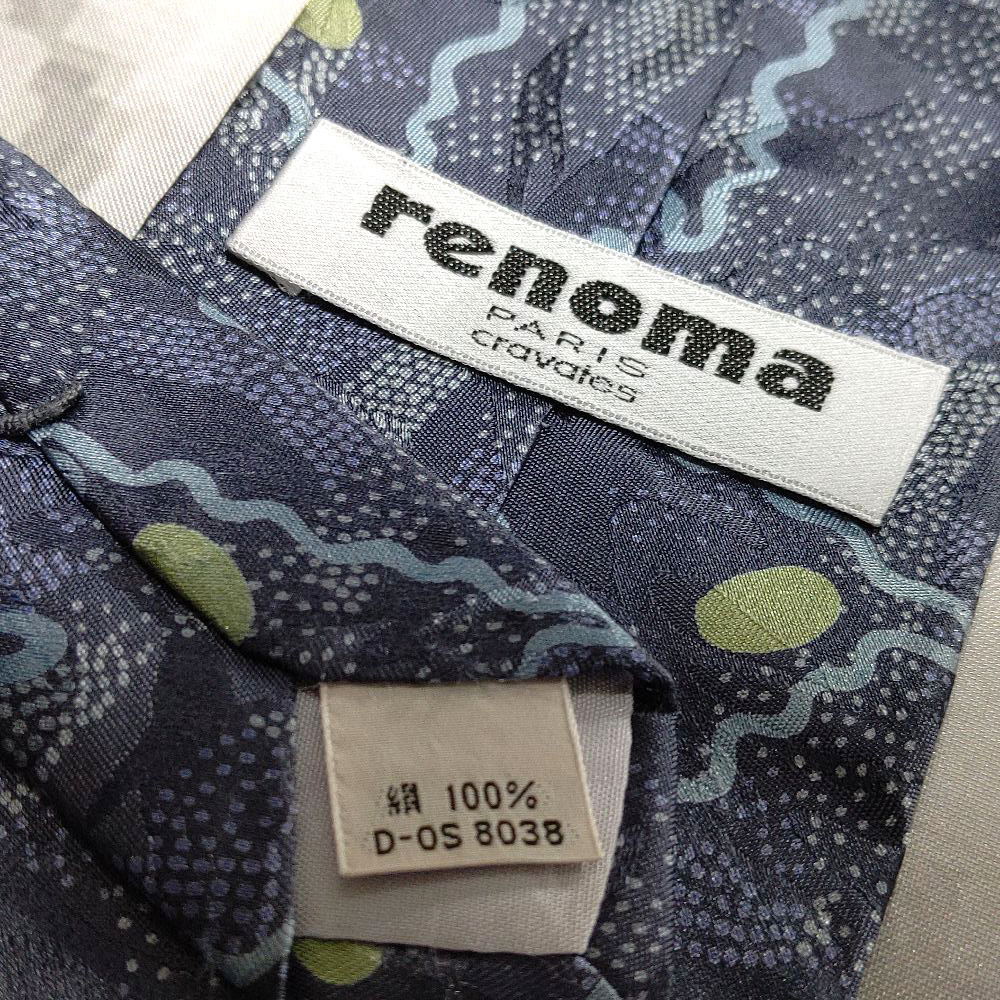 renoma
PARIS
cravates
絹 100%
D-OS 8038